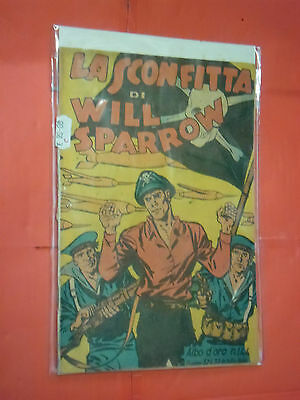 LA SCONFITTA
DI
WILL
SPARROW
Albo d'oro n.